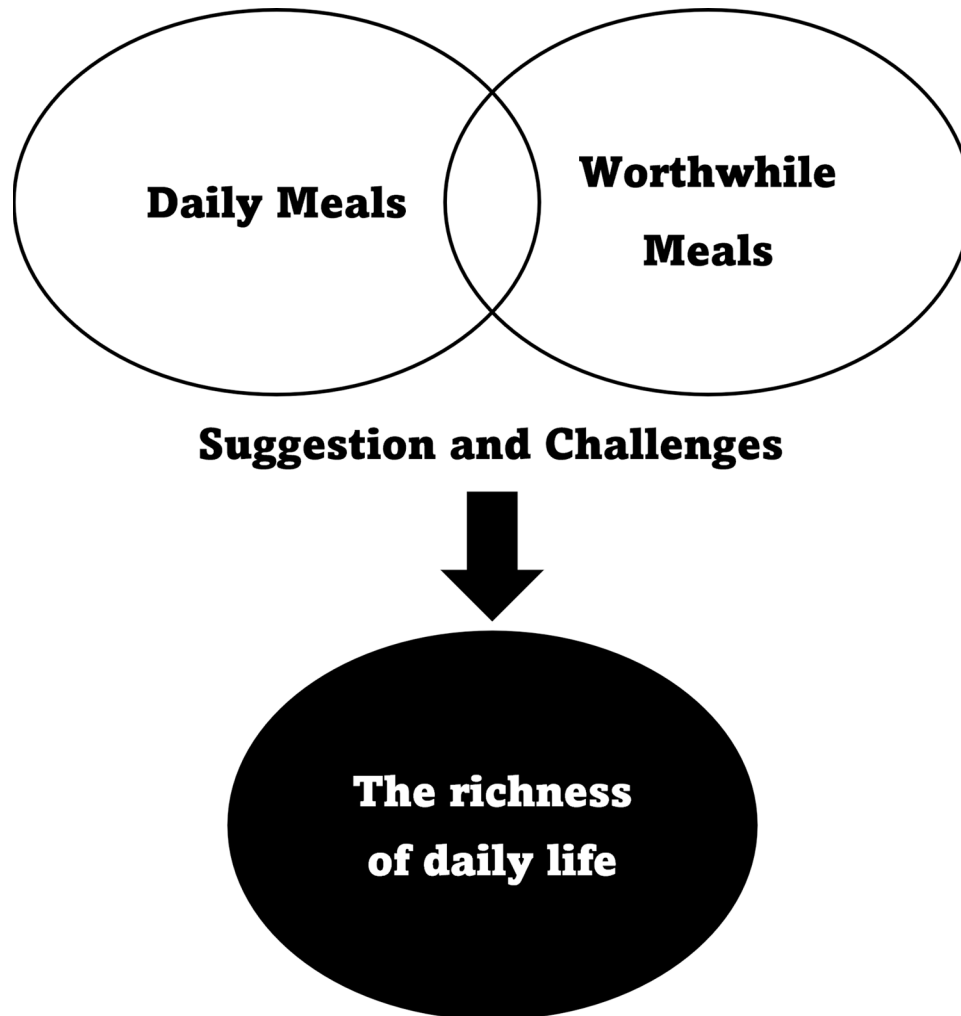 Daily Meals
Worthwhile
Meals
Suggestion and Challenges
The richness
of daily life